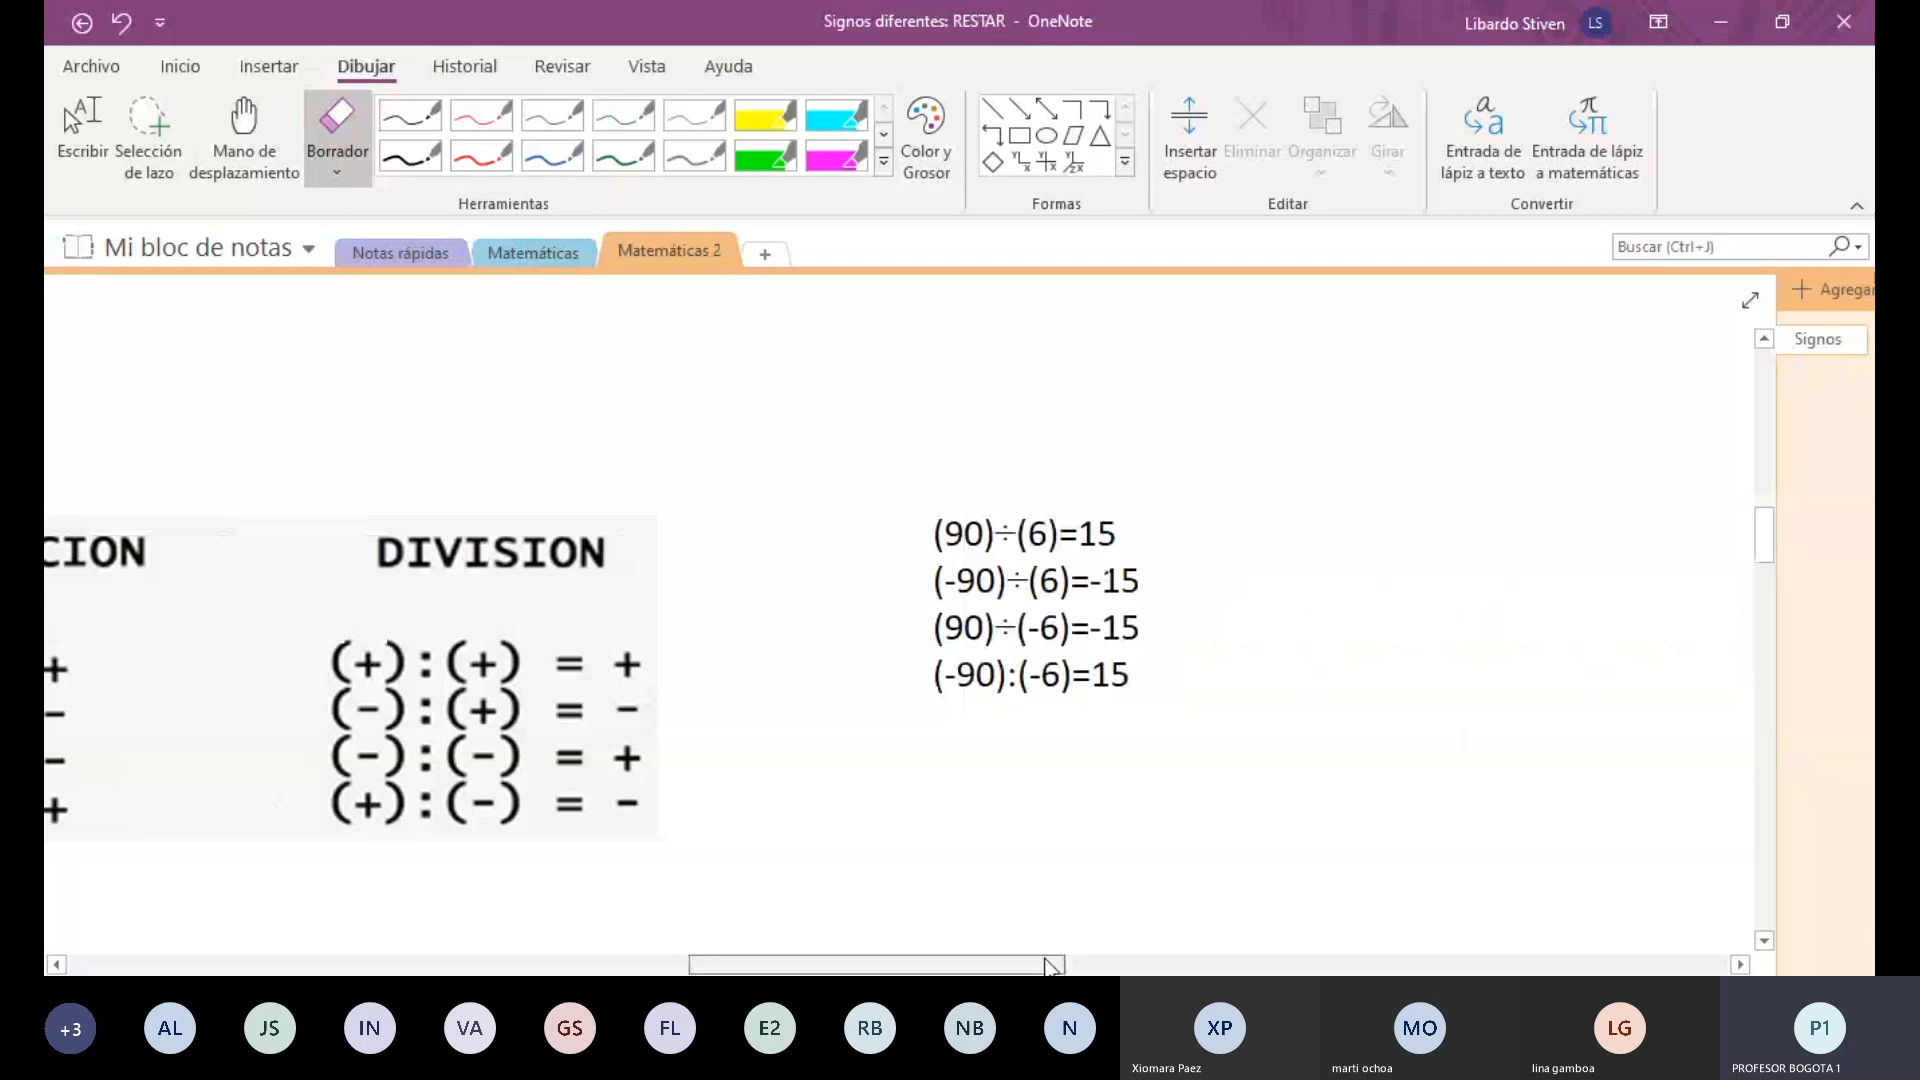 Signos diferentes: RESTAR - OneNote
Libardo Stiven LS
Archivo Inicio Insertar Dibujar Historial Revisar Vista Ayuda
Escribir
Selección de lazo
Mano de desplazamiento
Borrador
Color y Grosor
Insertar espacio
Eliminar
Organizar
Girar
Entrada de lápiz a texto
Entrada de lápiz a matemáticas
Herramientas Formas Editar Convertir
Mi bloc de notas Notas rápidas Matemáticas Matemáticas 2 +
Buscar (Ctrl+J)
Agregar
Signos
CION
+
-
-
+
DIVISION
(+):(+) = +
(-):(+) = -
(-):(-) = +
(+):(-) = -
(90)÷(6)=15
(-90)÷(6)=-15
(90)÷(-6)=-15
(-90):(-6)=15
+3 AL JS IN VA GS FL E2 RB NB N XP MO LG P1
Xiomara Paez marti ochoa lina gamboa PROFESOR BOGOTA 1